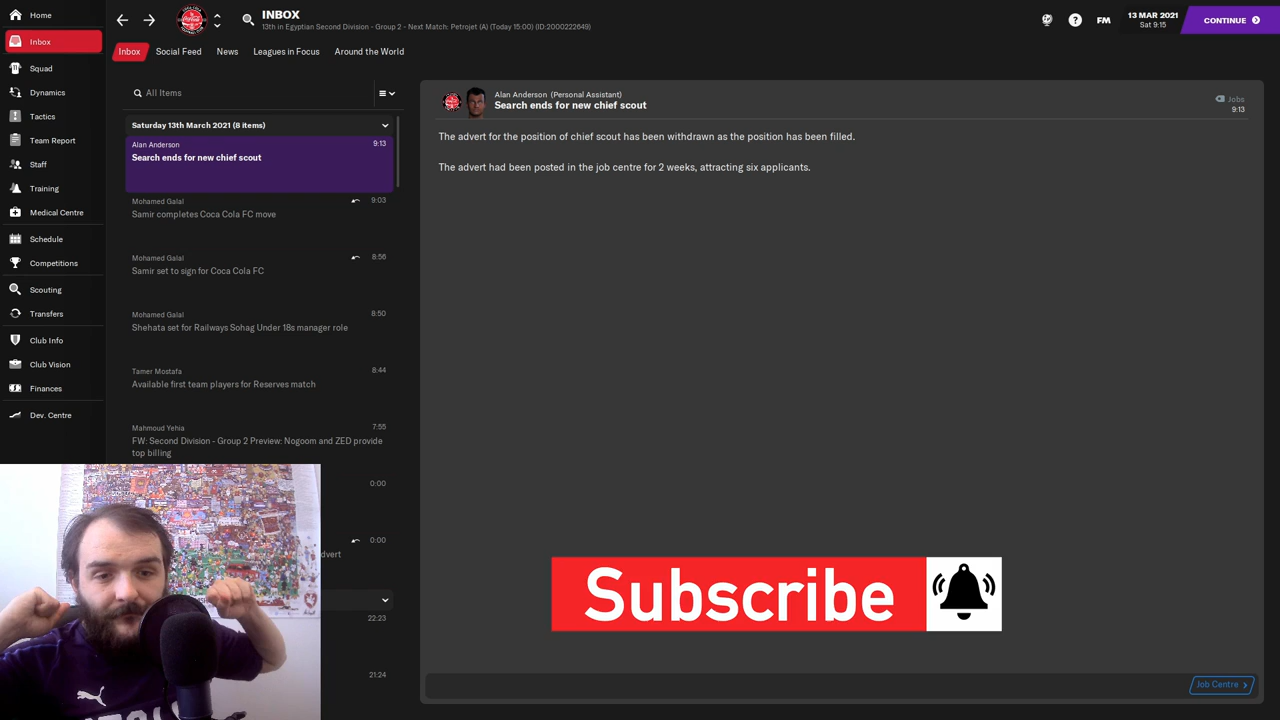 Home
Inbox
Squad
Dynamics
Tactics
Team Report
Staff
Training
Medical Centre
Schedule
Competitions
Scouting
Transfers
Club Info
Club Vision
Finances
Dev. Centre
INBOX
13th in Egyptian Second Division - Group 2 - Next Match: Petrojet (A) (Today 15:00) (ID:2000222649)
FM
13 MAR 2021
Sat 9:15
CONTINUE
Inbox
Social Feed
News
Leagues in Focus
Around the World
All Items
Saturday 13th March 2021 (8 items)
Alan Anderson 9:13
Search ends for new chief scout
Mohamed Galal 9:03
Samir completes Coca Cola FC move
Mohamed Galal 8:56
Samir set to sign for Coca Cola FC
Mohamed Galal 8:50
Shehata set for Railways Sohag Under 18s manager role
Tamer Mostafa 8:44
Available first team players for Reserves match
Mahmoud Yehia 7:55
FW: Second Division - Group 2 Preview: Nogoom and ZED provide
top billing
0:00
0:00
dvert
22:23
21:24
Alan Anderson (Personal Assistant)
Search ends for new chief scout
Jobs
9:13
The advert for the position of chief scout has been withdrawn as the position has been filled.
The advert had been posted in the job centre for 2 weeks, attracting six applicants.
Subscribe
Job Centre